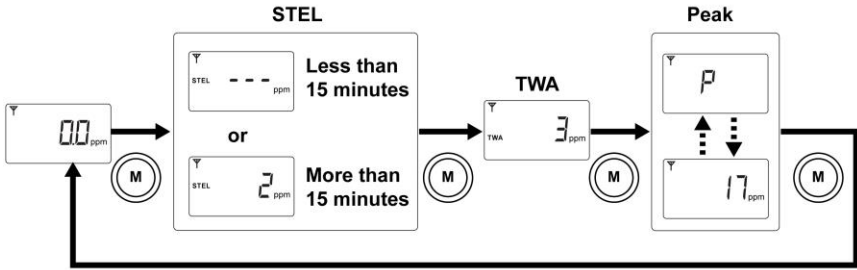 STEL
STEL --- ppm
Less than
15 minutes
or
STEL 2 ppm
More than
15 minutes
TWA
TWA 3 ppm
Peak
P
17 ppm
0.0 ppm
M
M
M
M